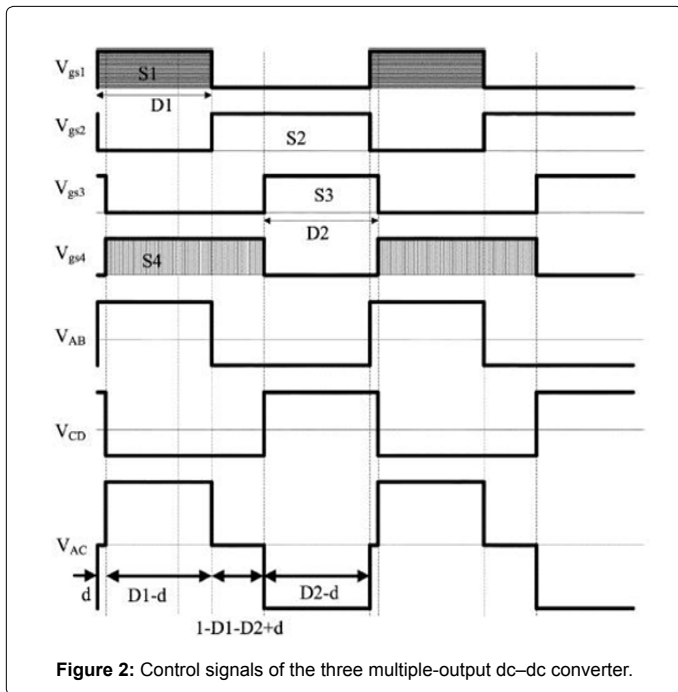 Vgs1
S1
D1
Vgs2
S2
Vgs3
S3
D2
Vgs4
S4
VAB
VCD
VAC
d
D1-d
D2-d
1-D1-D2+d
Figure 2: Control signals of the three multiple-output dc–dc converter.